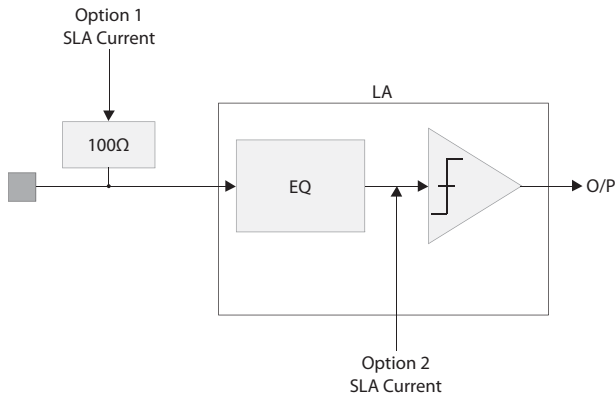 Option 1
SLA Current
LA
100Ω
EQ
O/P
Option 2
SLA Current